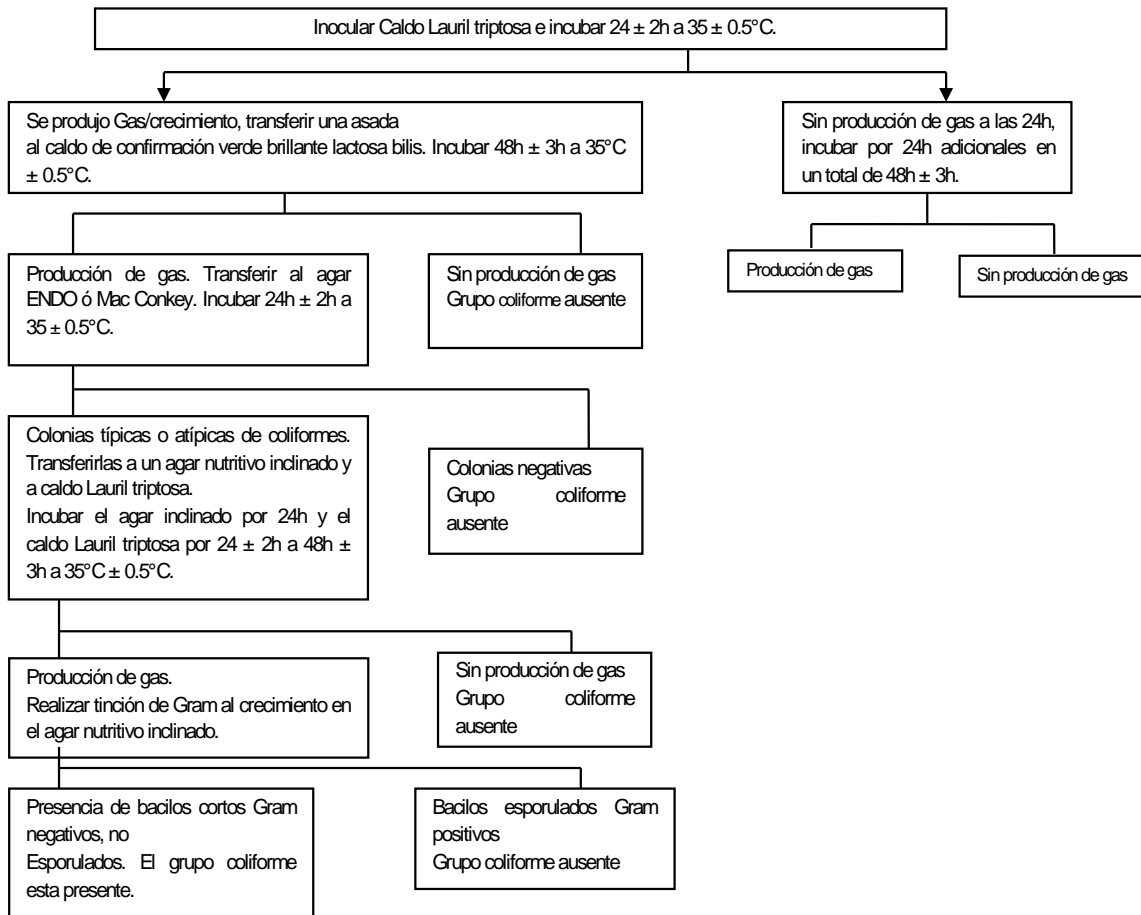 Inocular Caldo Lauril triptosa e incubar 24 ± 2h a 35 ± 0.5°C.
Se produjo Gas/crecimiento, transferir una asada
al caldo de confirmación verde brillante lactosa bilis. Incubar 48h ± 3h a 35°C
± 0.5°C.
Sin producción de gas a las 24h,
incubar por 24h adicionales en
un total de 48h ± 3h.
Producción de gas. Transferir al agar
ENDO ó Mac Conkey. Incubar 24h ± 2h a
35 ± 0.5°C.
Sin producción de gas
Grupo coliforme ausente
Producción de gas
Sin producción de gas
Colonias típicas o atípicas de coliformes.
Transferirlas a un agar nutritivo inclinado y
a caldo Lauril triptosa.
Incubar el agar inclinado por 24h y el
caldo Lauril triptosa por 24 ± 2h a 48h ±
3h a 35°C ± 0.5°C.
Colonias negativas
Grupo coliforme
ausente
Producción de gas.
Realizar tinción de Gram al crecimiento en
el agar nutritivo inclinado.
Sin producción de gas
Grupo coliforme
ausente
Presencia de bacilos cortos Gram
negativos, no
Esporulados. El grupo coliforme
esta presente.
Bacilos esporulados Gram
positivos
Grupo coliforme ausente